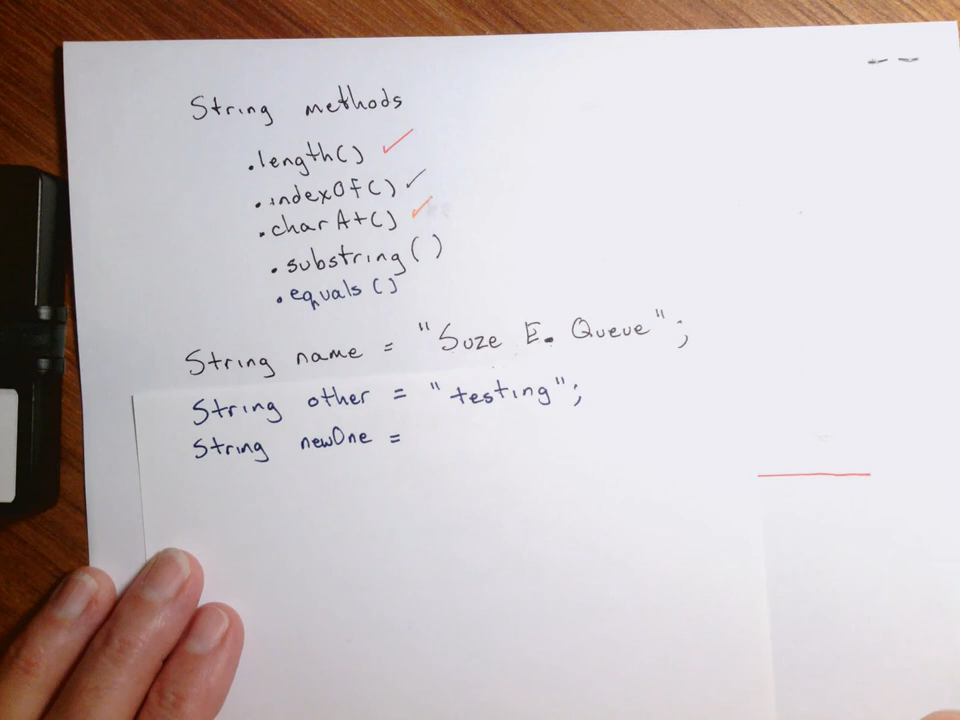 String methods
.length() ✓
.indexOf() ✓
.charAt() ✓
.substring()
.equals()
String name = "Suze E. Queue";
String other = "testing";
String newOne =